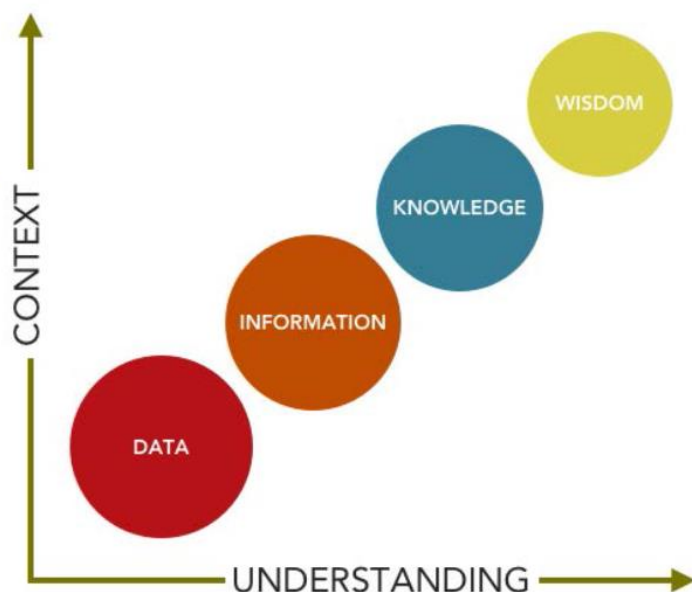 WISDOM
KNOWLEDGE
INFORMATION
DATA
CONTEXT
UNDERSTANDING